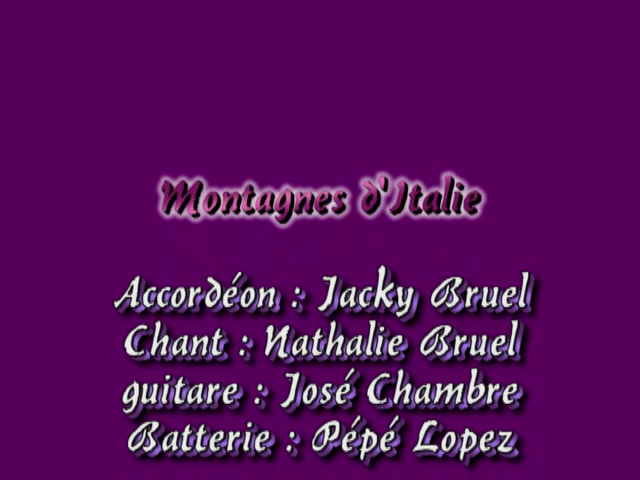 Montagnes d'Italie
Accordéon : Jacky Bruel
Chant : Nathalie Bruel
guitare : José Chambre
Batterie : Pépé Lopez